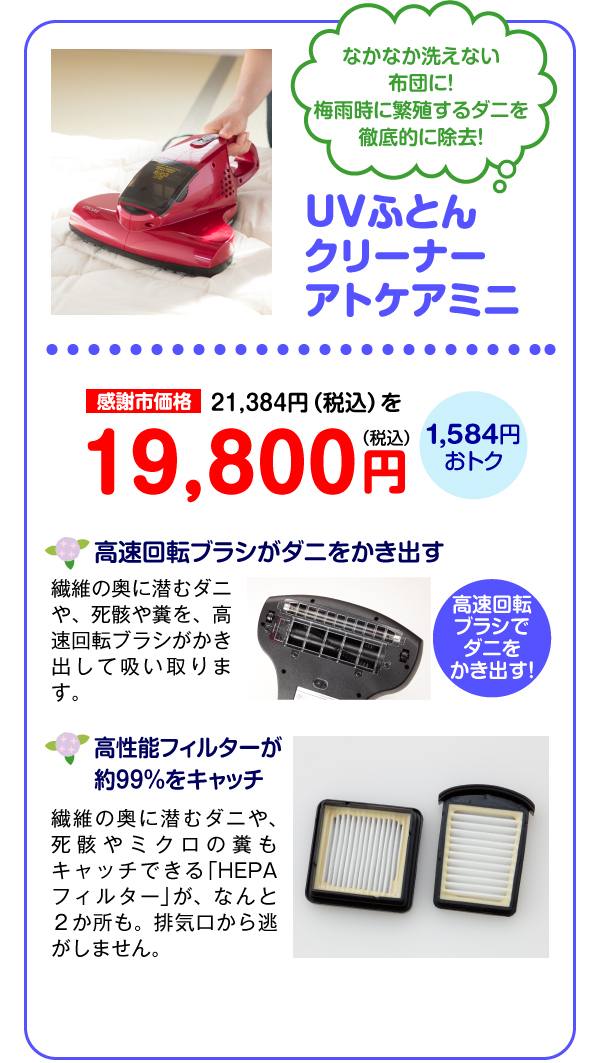 なかなか洗えない
布団に!
梅雨時に繁殖するダニを
徹底的に除去!
UVふとん
クリーナー
アトケアミニ
感謝市価格 21,384円(税込)を
19,800円(税込)
1,584円
おトク
高速回転ブラシがダニをかき出す
繊維の奥に潜むダニ
や、死骸や糞を、高
速回転ブラシがかき
出して吸い取りま
す。
高速回転
ブラシで
ダニを
かき出す!
高性能フィルターが
約99%をキャッチ
繊維の奥に潜むダニや、
死骸やミクロの糞も
キャッチできる「HEPA
フィルター」が、なんと
２か所も。排気口から逃
がしません。